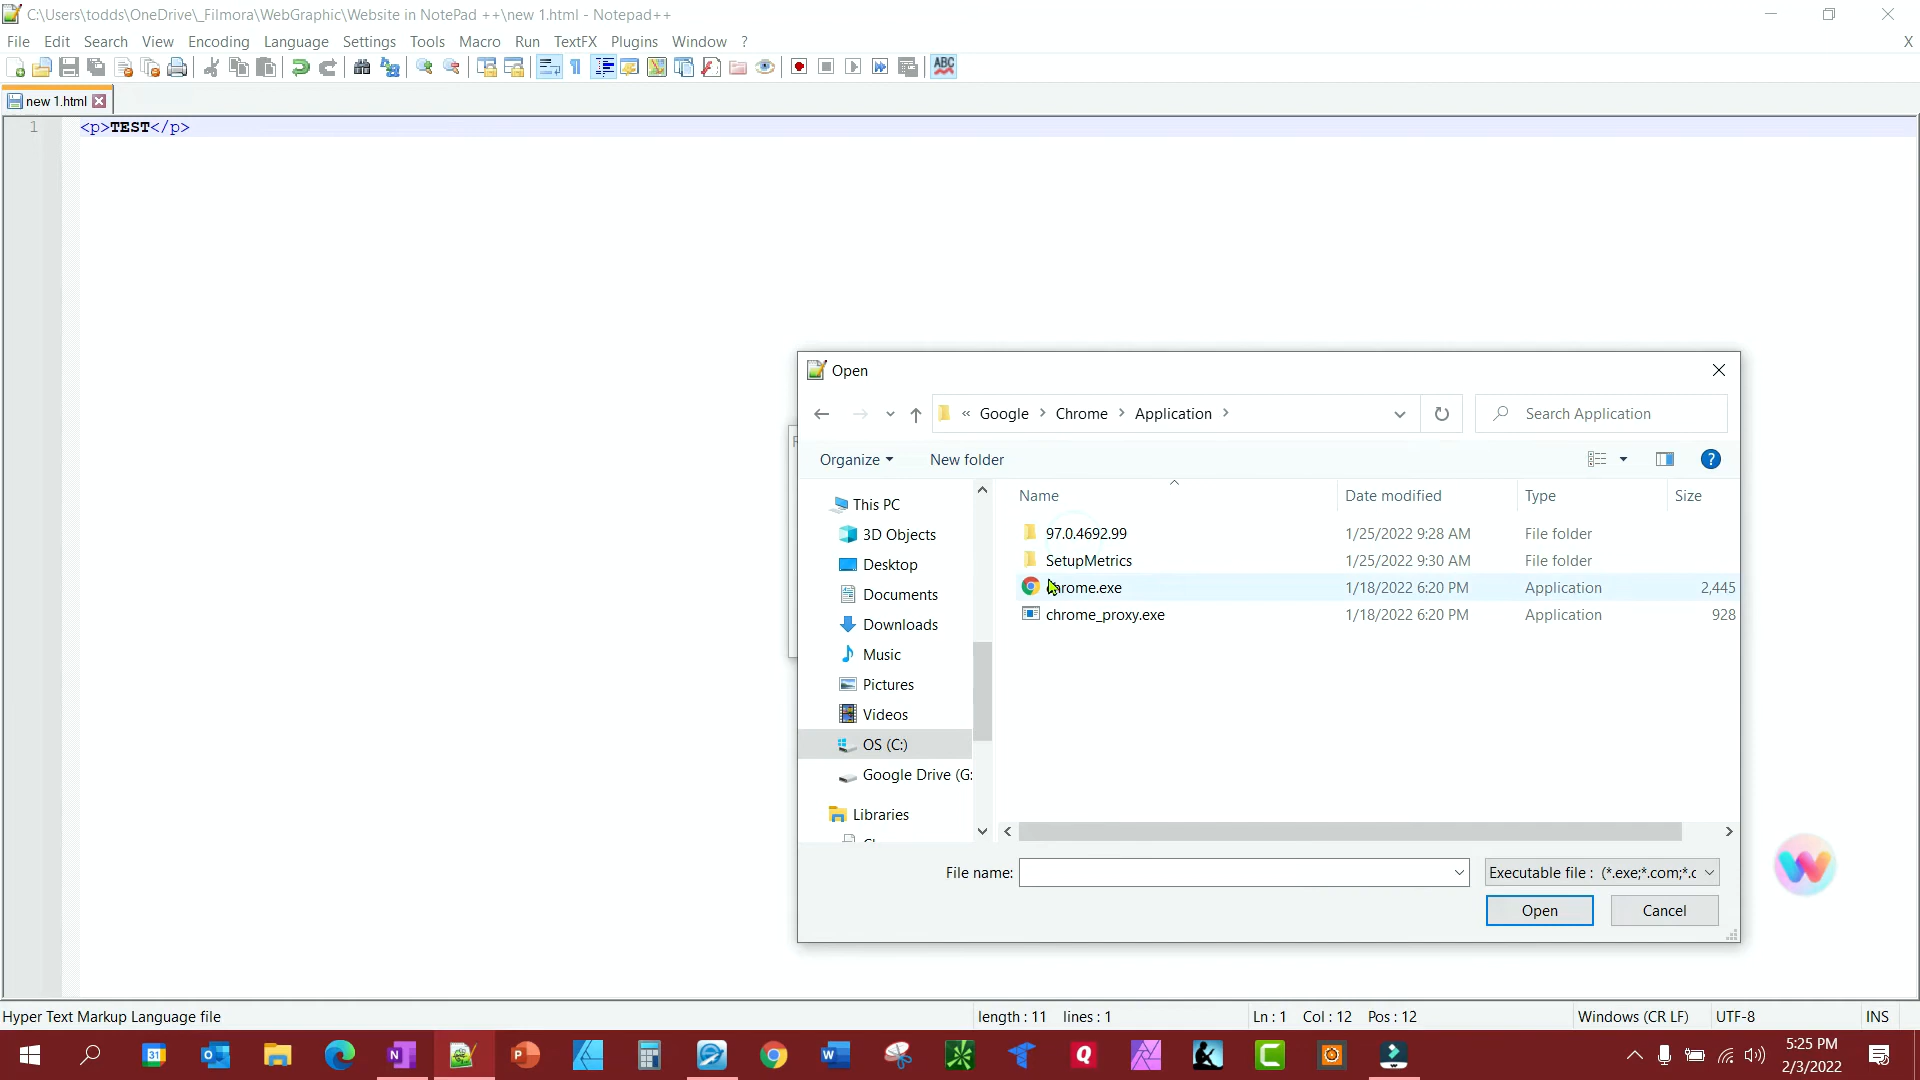 C:\Users\todds\OneDrive\_Filmora\WebGraphic\Website in NotePad ++\new 1.html - Notepad++
File Edit Search View Encoding Language Settings Tools Macro Run TextFX Plugins Window ? X
ABC
new 1.html
1 <p>TEST</p>
Open
« Google > Chrome > Application > Search Application
Organize New folder
Name Date modified Type Size
This PC
3D Objects
Desktop
Documents
Downloads
Music
Pictures
Videos
OS (C:)
Google Drive (G:
Libraries
97.0.4692.99 1/25/2022 9:28 AM File folder
SetupMetrics 1/25/2022 9:30 AM File folder
chrome.exe 1/18/2022 6:20 PM Application 2,445
chrome_proxy.exe 1/18/2022 6:20 PM Application 928
File name: Executable file : (*.exe;*.com;*.c
Open Cancel
Hyper Text Markup Language file length : 11 lines : 1 Ln : 1 Col : 12 Pos : 12 Windows (CR LF) UTF-8 INS
5:25 PM
2/3/2022